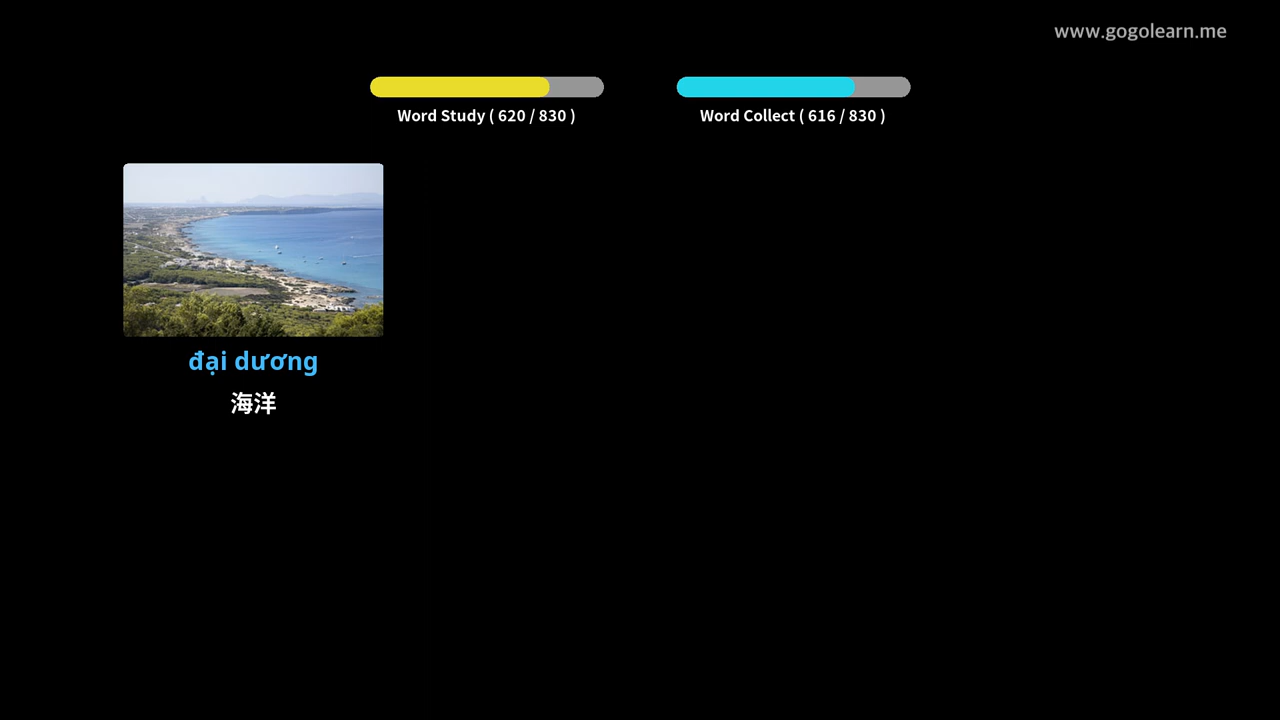 www.gogolearn.me
Word Study ( 620 / 830 )
Word Collect ( 616 / 830 )
đại dương
海洋